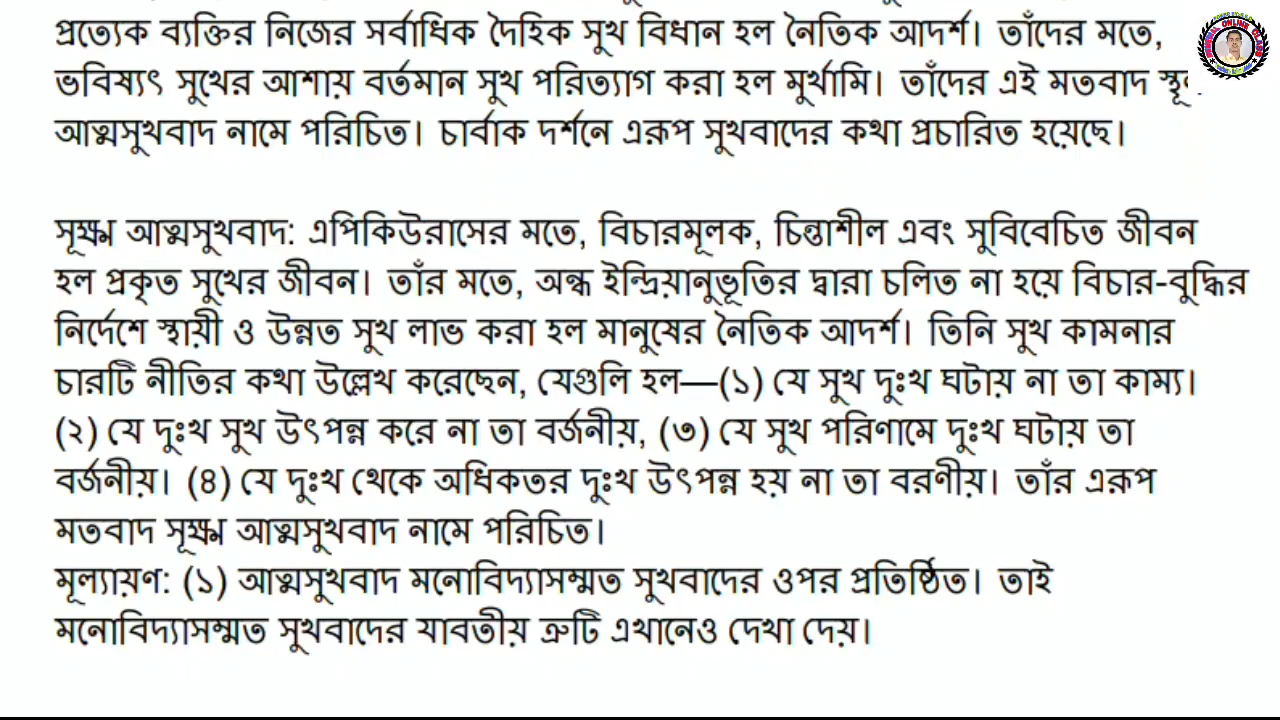 প্রত্যেক ব্যক্তির নিজের সর্বাধিক দৈহিক সুখ বিধান হল নৈতিক আদর্শ। তাঁদের মতে,
ভবিষ্যৎ সুখের আশায় বর্তমান সুখ পরিত্যাগ করা হল মুর্খামি। তাঁদের এই মতবাদ
আত্মসুখবাদ নামে পরিচিত। চার্বাক দর্শনে এরূপ সুখবাদের কথা প্রচারিত হয়েছে।
সূক্ষ্ম আত্মসুখবাদ: এপিকিউরাসের মতে, বিচারমূলক, চিন্তাশীল এবং সুবিবেচিত জীবন
হল প্রকৃত সুখের জীবন। তাঁর মতে, অন্ধ ইন্দ্রিয়ানুভূতির দ্বারা চলিত না হয়ে বিচার-বুদ্ধির
নির্দেশে স্থায়ী ও উন্নত সুখ লাভ করা হল মানুষের নৈতিক আদর্শ। তিনি সুখ কামনার
চারটি নীতির কথা উল্লেখ করেছেন, যেগুলি হল—(১) যে সুখ দুঃখ ঘটায় না তা কাম্য।
(২) যে দুঃখ সুখ উৎপন্ন করে না তা বর্জনীয়, (৩) যে সুখ পরিণামে দুঃখ ঘটায় তা
বর্জনীয়। (৪) যে দুঃখ থেকে অধিকতর দুঃখ উৎপন্ন হয় না তা বরণীয়। তাঁর এরূপ
মতবাদ সূক্ষ্ম আত্মসুখবাদ নামে পরিচিত।
মূল্যায়ণ: (১) আত্মসুখবাদ মনোবিদ্যাসম্মত সুখবাদের ওপর প্রতিষ্ঠিত। তাই
মনোবিদ্যাসম্মত সুখবাদের যাবতীয় ত্রুটি এখানেও দেখা দেয়।
ONLINE